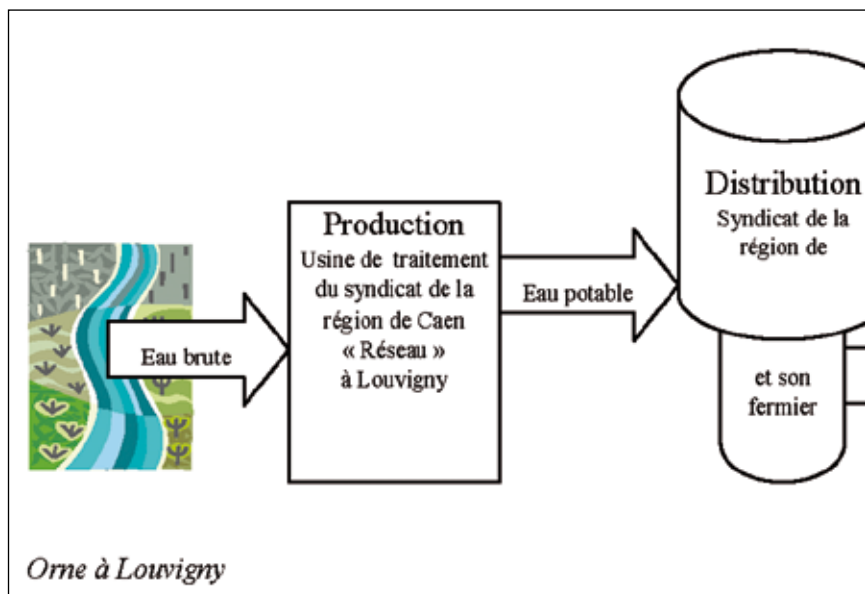 Eau brute
Production
Usine de traitement
du syndicat de la
région de Caen
« Réseau »
à Louvigny
Eau potable
Distribution
Syndicat de la
région de
et son
fermier
Orne à Louvigny